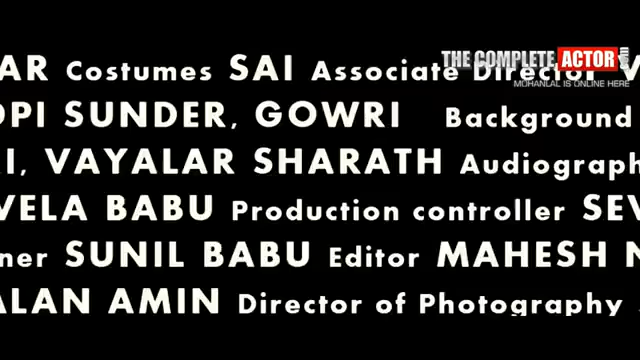 THE COMPLETE ACTOR
MOHANLAL IS ONLINE HERE
AR Costumes SAI Associate Director V
OPI SUNDER, GOWRI Background
I, VAYALAR SHARATH Audiograph
VELA BABU Production controller SEV
ner SUNIL BABU Editor MAHESH N
ALAN AMIN Director of Photography